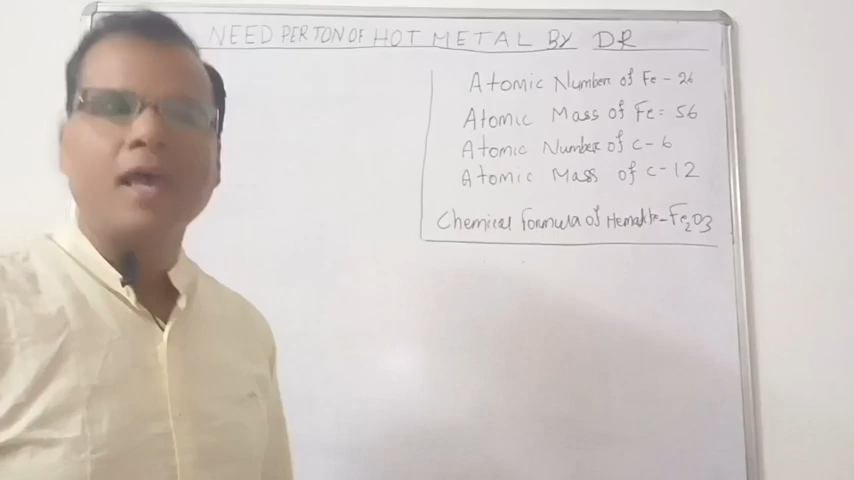 NEED PER TON OF HOT METAL BY DR
Atomic Number of Fe - 26
Atomic Mass of Fe = 56
Atomic Number of C - 6
Atomic Mass of C - 12
Chemical Formula of Hematite - Fe2O3